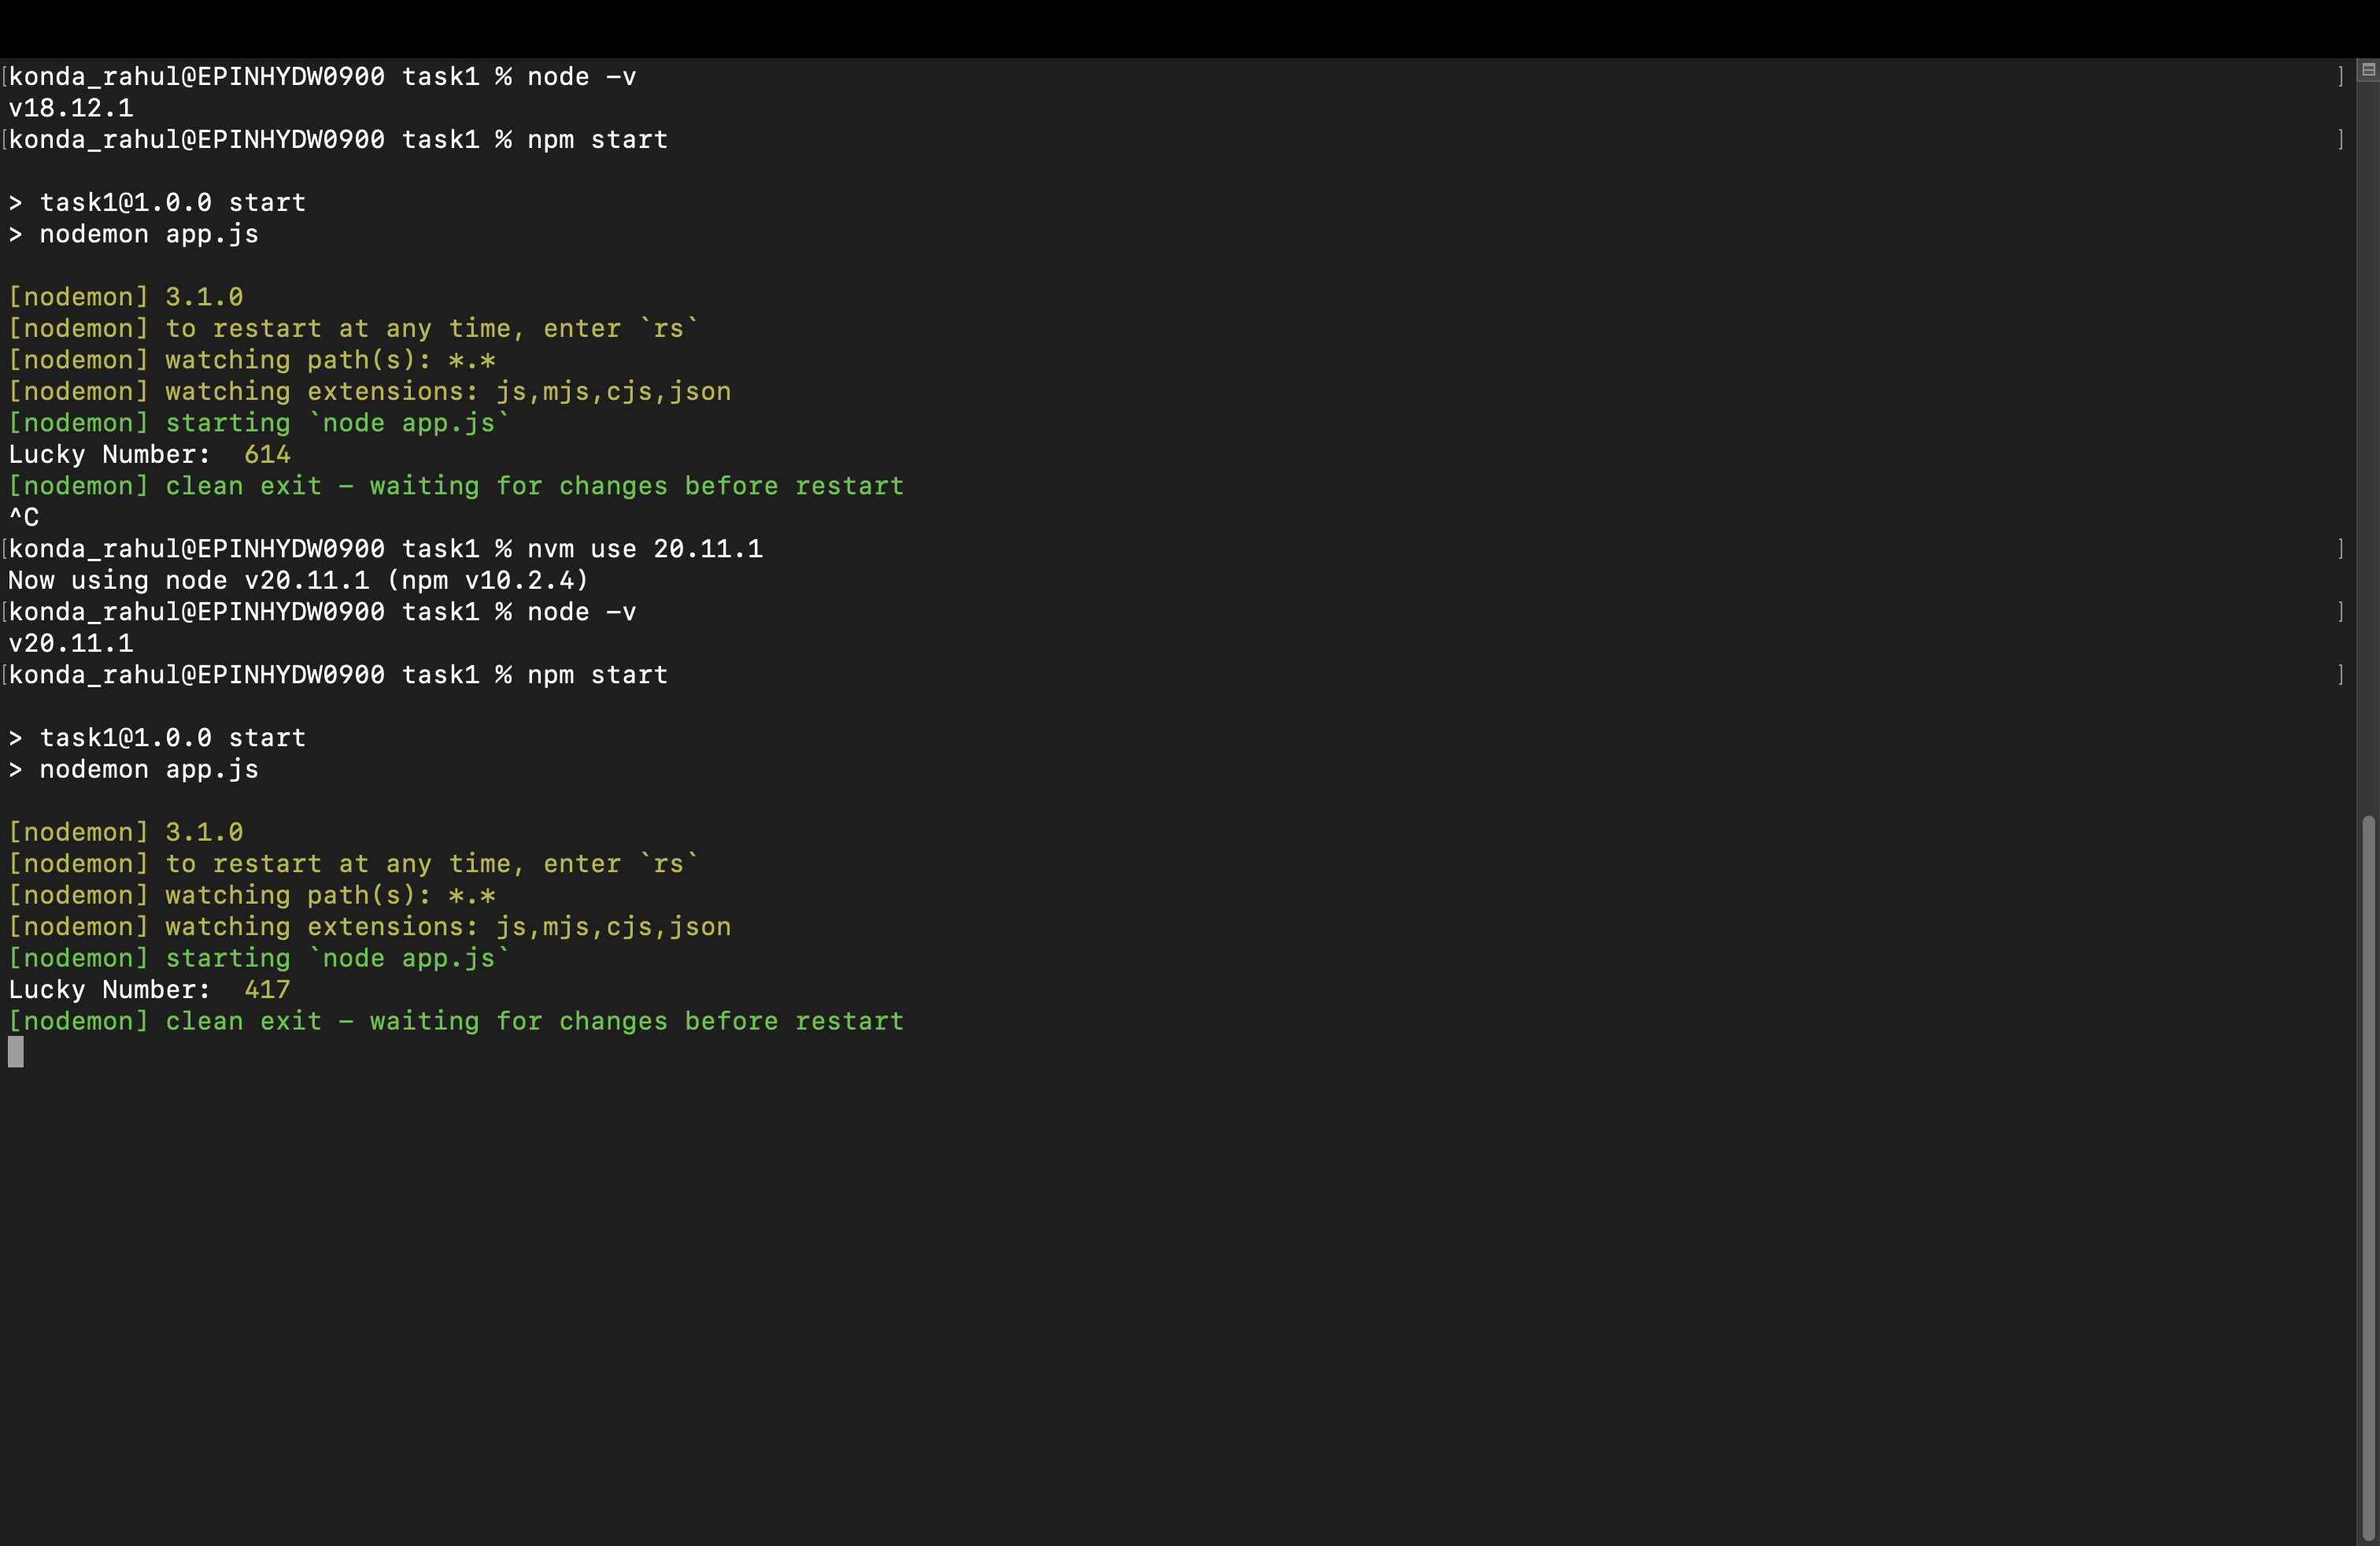 [konda_rahul@EPINHYDW0900 task1 % node -v ]
v18.12.1
[konda_rahul@EPINHYDW0900 task1 % npm start ]
> task1@1.0.0 start
> nodemon app.js
[nodemon] 3.1.0
[nodemon] to restart at any time, enter `rs`
[nodemon] watching path(s): *.*
[nodemon] watching extensions: js,mjs,cjs,json
[nodemon] starting `node app.js`
Lucky Number:  614
[nodemon] clean exit - waiting for changes before restart
^C
[konda_rahul@EPINHYDW0900 task1 % nvm use 20.11.1 ]
Now using node v20.11.1 (npm v10.2.4)
[konda_rahul@EPINHYDW0900 task1 % node -v ]
v20.11.1
[konda_rahul@EPINHYDW0900 task1 % npm start ]
> task1@1.0.0 start
> nodemon app.js
[nodemon] 3.1.0
[nodemon] to restart at any time, enter `rs`
[nodemon] watching path(s): *.*
[nodemon] watching extensions: js,mjs,cjs,json
[nodemon] starting `node app.js`
Lucky Number:  417
[nodemon] clean exit - waiting for changes before restart